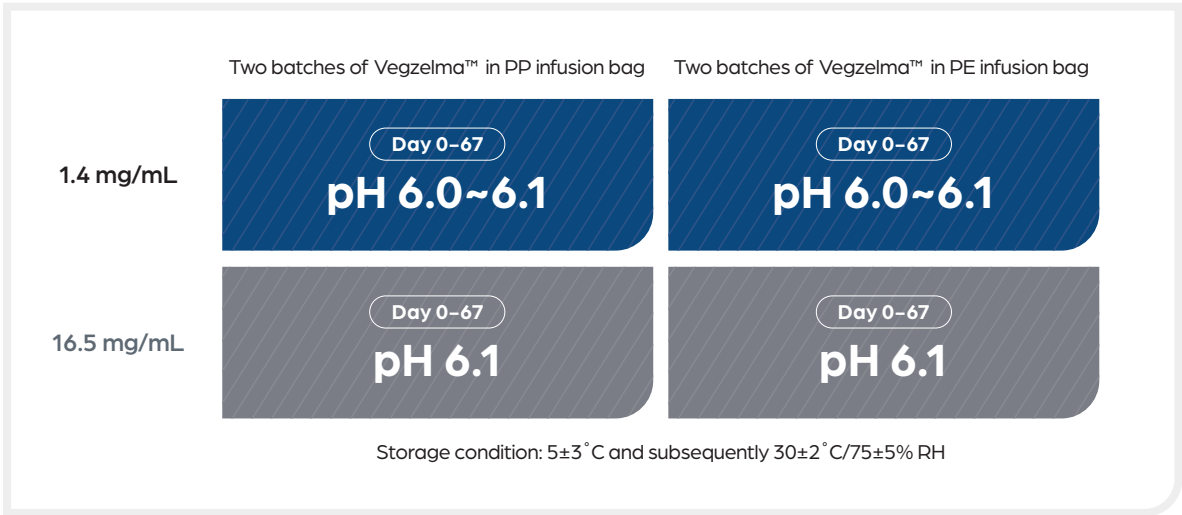 Two batches of Vegzelma™ in PP infusion bag
Two batches of Vegzelma™ in PE infusion bag
1.4 mg/mL
Day 0-67
pH 6.0~6.1
Day 0-67
pH 6.0~6.1
16.5 mg/mL
Day 0-67
pH 6.1
Day 0-67
pH 6.1
Storage condition: 5±3˚C and subsequently 30±2˚C/75±5% RH